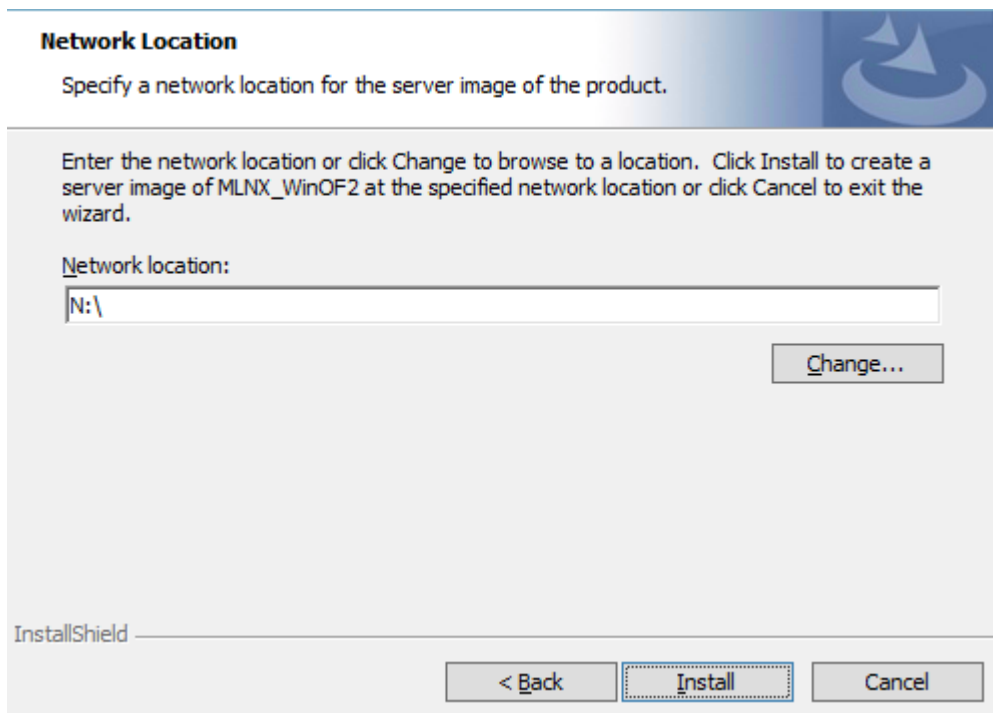 Network Location
Specify a network location for the server image of the product.
Enter the network location or click Change to browse to a location.  Click Install to create a
server image of MLNX_WinOF2 at the specified network location or click Cancel to exit the
wizard.
Network location:
N:\
Change...
InstallShield
< Back
Install
Cancel